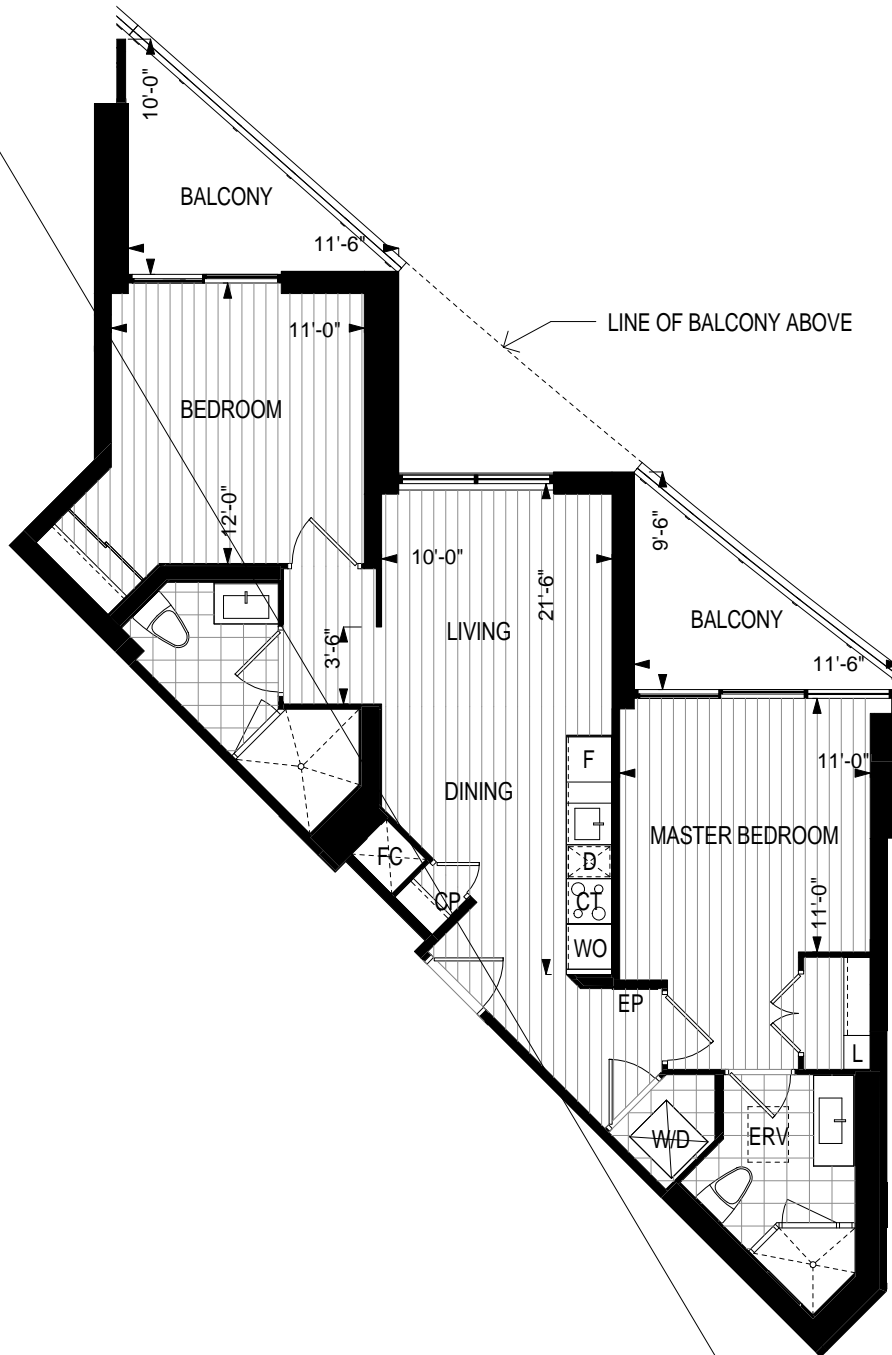 10'-0"
BALCONY
11'-6"
11'-0"
LINE OF BALCONY ABOVE
BEDROOM
12'-0"
10'-0"
21'-6"
9'-6"
LIVING
BALCONY
3'-6"
11'-6"
F
11'-0"
DINING
MASTER BEDROOM
D
FC
CP
CT
11'-0"
WO
EP
L
W/D
ERV